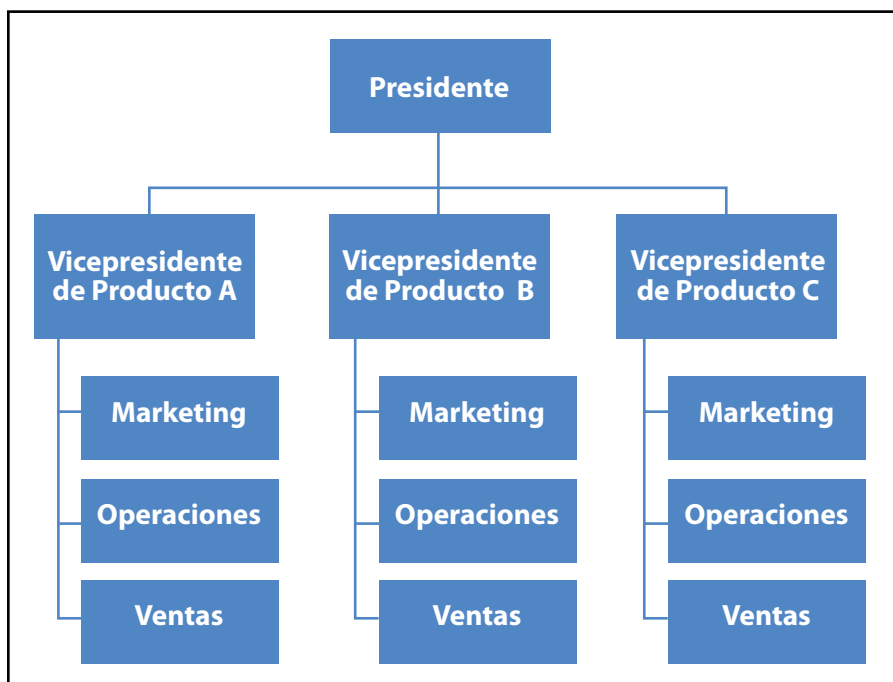 Presidente
Vicepresidente
de Producto A
Vicepresidente
de Producto B
Vicepresidente
de Producto C
Marketing
Marketing
Marketing
Operaciones
Operaciones
Operaciones
Ventas
Ventas
Ventas